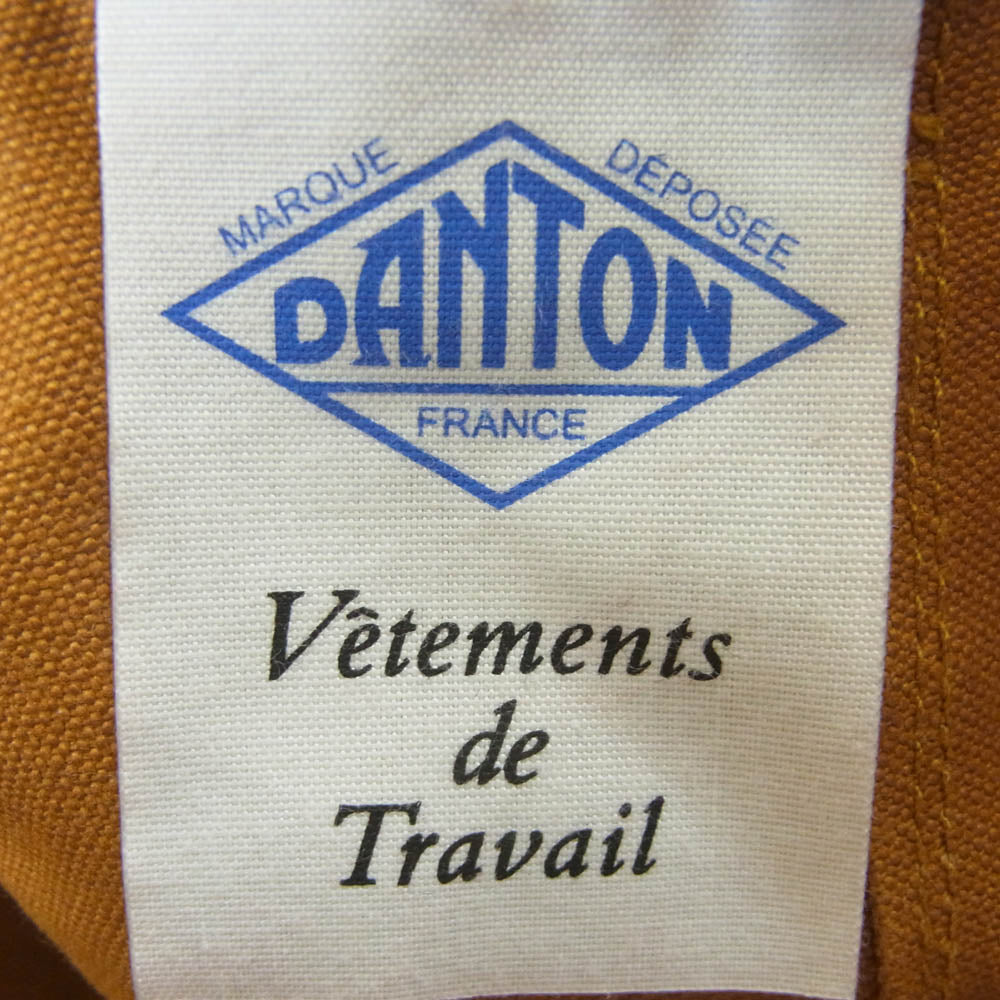 MARQUE DÉPOSÉE
DANTON
FRANCE
Vêtements
de
Travail